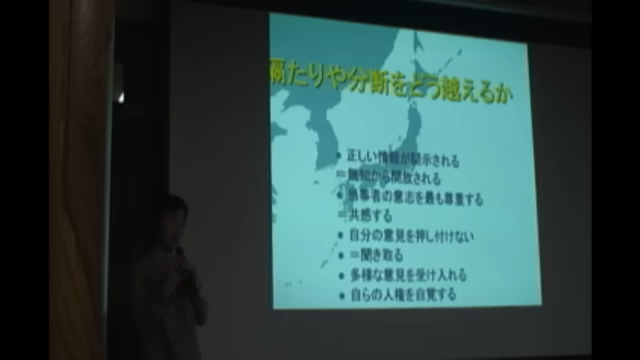 隔たりや分断をどう越えるか
• 正しい情報が開示される
＝無知から開放される
• 当事者の意志を最も尊重する
＝共感する
• 自分の意見を押し付けない
• ＝聞き取る
• 多様な意見を受け入れる
• 自らの人権を自覚する